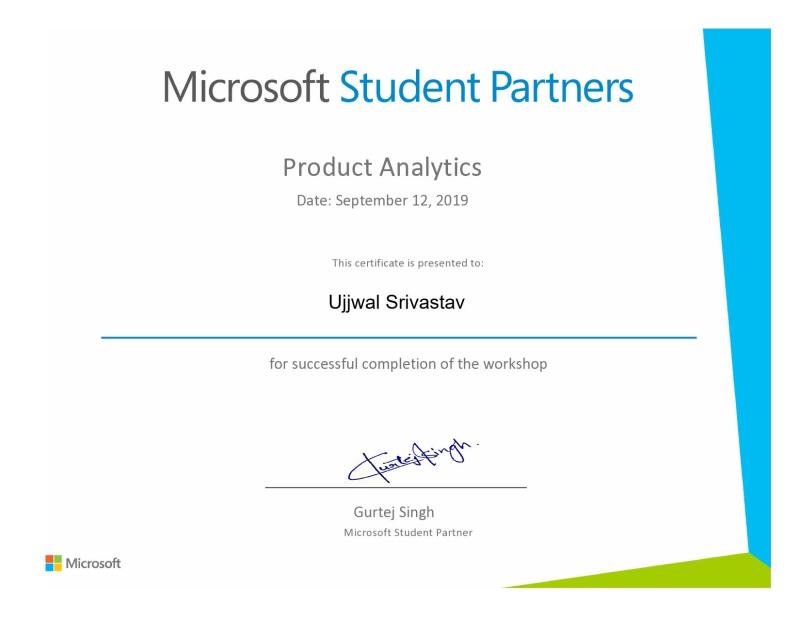 Microsoft Student Partners
Product Analytics
Date: September 12, 2019
This certificate is presented to:
Ujjwal Srivastav
for successful completion of the workshop
Gurtej Singh.
Gurtej Singh
Microsoft Student Partner
Microsoft